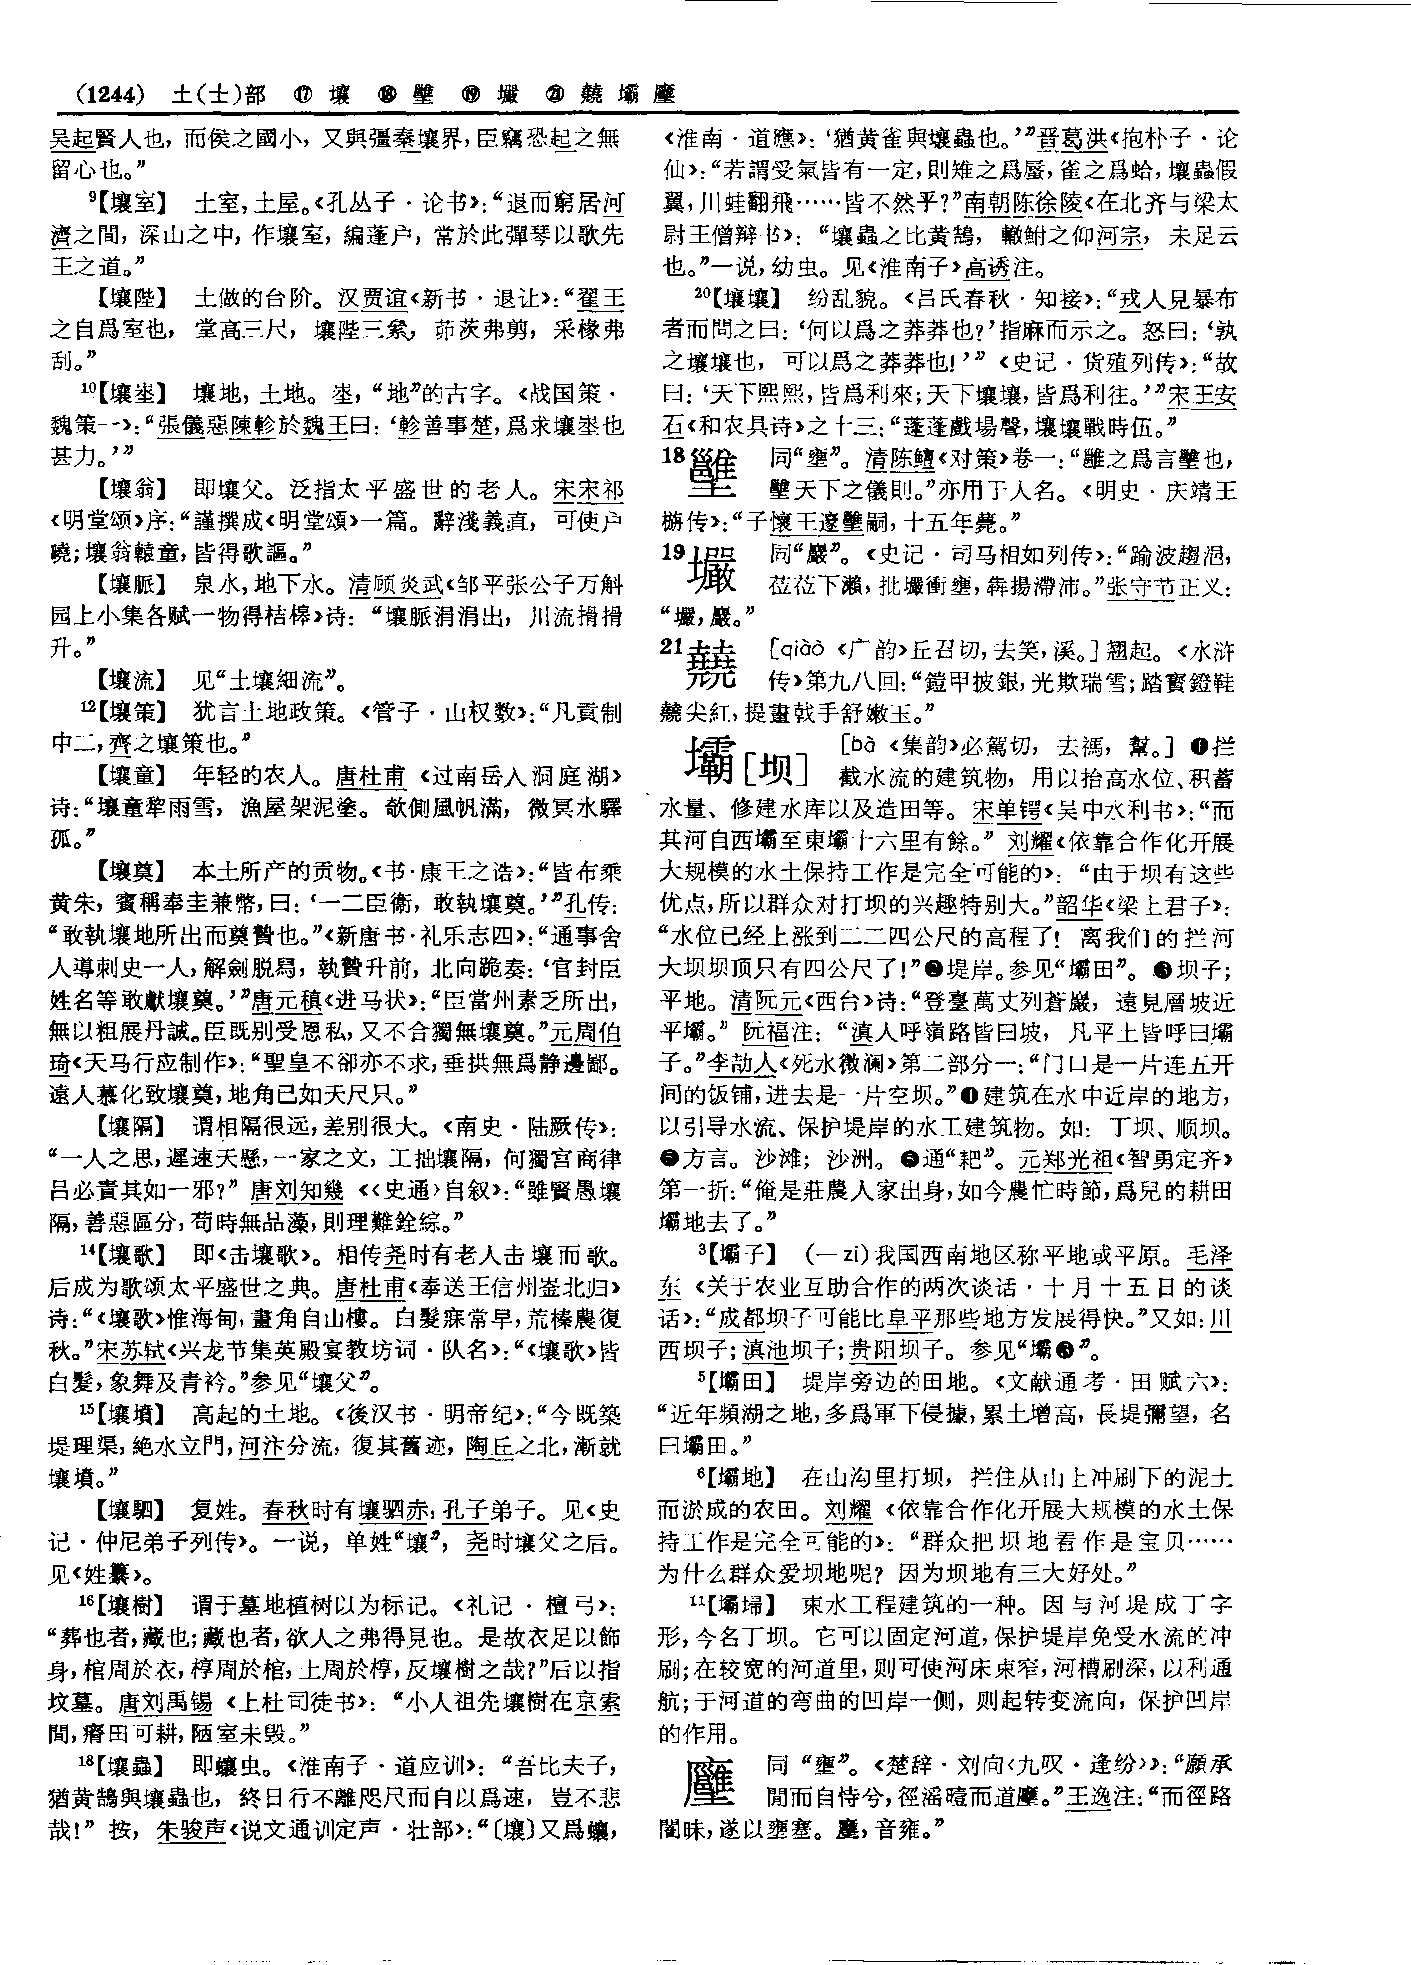 (1244) 土(士)部 ⑰ 壤 ⑱ 壅 ⑲ 巖 ㉑ 壩
吴起賢人也，而侯之國小，又與彊秦壤界，臣竊恐起之無
留心也。”
⁹【壤室】 土室，土屋。《孔丛子·论书》：“退而窮居河
濟之間，深山之中，作壤室，編蓬户，常於此彈琴以歌先
王之道。”
【壤陛】 土做的台阶。汉贾谊《新书·退让》：“翟王
之自爲室也，堂高三尺，壤陛三絫，茆茨弗剪，采椽弗
刮。”
¹⁰【壤埊】 壤地，土地。埊，“地”的古字。《战国策·
魏策一》：“張儀惡陳軫於魏王曰：‘軫善事楚，爲求壤埊也
甚力。’”
【壤翁】 即壤父。泛指太平盛世的老人。宋宋祁
《明堂颂》序：“謹撰成《明堂頌》一篇。辭淺義直，可使户
曉；壤翁轅童，皆得歌謳。”
【壤脈】 泉水，地下水。清顾炎武《邹平张公子万斛
园上小集各赋一物得桔槔》诗：“壤脈涓涓出，川流搰搰
升。”
【壤流】 见“土壤細流”。
¹²【壤策】 犹言土地政策。《管子·山权数》：“凡貢制
中二，齊之壤策也。”
【壤童】 年轻的农人。唐杜甫《过南岳入洞庭湖》
诗：“壤童犂雨雪，漁屋架泥塗。欹側風帆滿，微冥水驛
孤。”
【壤奠】 本土所产的贡物。《书·康王之诰》：“皆布乘
黄朱，賓稱奉圭兼幣，曰：‘一二臣衛，敢執壤奠。’”孔传：
“敢執壤地所出而奠贄也。”《新唐书·礼乐志四》：“通事舍
人導刺史一人，解劍脱舄，執贄升前，北向跪奏：‘官封臣
姓名等敢獻壤奠。’”唐元稹《进马状》：“臣當州素乏所出，
無以粗展丹誠。臣既别受恩私，又不合獨無壤奠。”元周伯
琦《天马行应制作》：“聖皇不卻亦不求，垂拱無爲静邊鄙。
遠人慕化致壤奠，地角已如天尺只。”
【壤隔】 谓相隔很远，差别很大。《南史·陆厥传》：
“一人之思，遲速天懸，一家之文，工拙壤隔，何獨宫商律
吕必責其如一邪？”唐刘知幾《〈史通〉自叙》：“雖賢愚壤
隔，善惡區分，苟時無品藻，則理難銓綜。”
¹⁴【壤歌】 即《击壤歌》。相传尧时有老人击壤而歌。
后成为歌颂太平盛世之典。唐杜甫《奉送王信州崟北归》
诗：“《壤歌》惟海甸，畫角自山樓。白髮寐常早，荒榛農復
秋。”宋苏轼《兴龙节集英殿宴教坊词·队名》：“《壤歌》皆
白髮，象舞及青衿。”参见“壤父”。
¹⁵【壤墳】 高起的土地。《後汉书·明帝纪》：“今既築
堤理渠，絶水立門，河汴分流，復其舊迹，陶丘之北，漸就
壤墳。”
【壤駟】 复姓。春秋时有壤駟赤，孔子弟子。见《史
记·仲尼弟子列传》。一说，单姓“壤”，尧时壤父之后。
见《姓纂》。
¹⁶【壤樹】 谓于墓地植树以为标记。《礼记·檀弓》：
“葬也者，藏也；藏也者，欲人之弗得見也。是故衣足以飾
身，棺周於衣，椁周於棺，土周於椁，反壤樹之哉？”后以指
坟墓。唐刘禹锡《上杜司徒书》：“小人祖先壤樹在京索
間，瘠田可耕，陋室未毁。”
¹⁸【壤蟲】 即蠰虫。《淮南子·道应训》：“吾比夫子，
猶黄鵠與壤蟲也，終日行不離咫尺而自以爲速，豈不悲
哉！”按，朱骏声《说文通训定声·壮部》：“〔壤〕又爲蠰，
《淮南·道應》：‘猶黄雀與壤蟲也。’”晋葛洪《抱朴子·论
仙》：“若謂受氣皆有一定，則雉之爲蜃，雀之爲蛤，壤蟲假
翼，川蛙翻飛……皆不然乎？”南朝陈徐陵《在北齐与梁太
尉王僧辩书》：“壤蟲之比黄鵠，轍鮒之仰河宗，未足云
也。”一说，幼虫。见《淮南子》高诱注。
²⁰【壤壤】 纷乱貌。《吕氏春秋·知接》：“戎人見暴布
者而問之曰：‘何以爲之莽莽也？’指麻而示之。怒曰：‘孰
之壤壤也，可以爲之莽莽也！’”《史记·货殖列传》：“故
曰：‘天下熙熙，皆爲利來；天下壤壤，皆爲利往。’”宋王安
石《和农具诗》之十三：“蓬蓬戲場聲，壤壤戰時伍。”
18 同“壅”。清陈鳣《对策》卷一：“雝之爲言壅也，
壅天下之儀則。”亦用于人名。《明史·庆靖王
㮵传》：“子懷王邃壅嗣，十五年薨。”
19 巖 同“巖”。《史记·司马相如列传》：“踰波趨浥，
莅莅下瀨，批巖衝壅，犇揚滯沛。”张守节正义：
“巖，巖。”
21 [qiào 《广韵》丘召切，去笑，溪。]翘起。《水浒
传》第九八回：“鎧甲披銀，光欺瑞雪；踏寶鐙鞋
尖紅，提畫戟手舒嫩玉。”
壩[坝] [bà 《集韵》必駕切，去禡，幫。] ❶拦
截水流的建筑物，用以抬高水位、积蓄
水量、修建水库以及造田等。宋单锷《吴中水利书》：“而
其河自西壩至東壩十六里有餘。”刘耀《依靠合作化开展
大规模的水土保持工作是完全可能的》：“由于坝有这些
优点，所以群众对打坝的兴趣特别大。”韶华《梁上君子》：
“水位已经上涨到二二四公尺的高程了！离我们的拦河
大坝坝顶只有四公尺了！”❷堤岸。参见“壩田”。❸坝子；
平地。清阮元《西台》诗：“登臺萬丈列蒼巖，遠見層坡近
平壩。”阮福注：“滇人呼嶺路皆曰坡，凡平土皆呼曰壩
子。”李劼人《死水微澜》第二部分一：“门口是一片连五开
间的饭铺，进去是一片空坝。”❹建筑在水中近岸的地方，
以引导水流、保护堤岸的水工建筑物。如：丁坝、顺坝。
❺方言。沙滩；沙洲。❻通“耙”。元郑光祖《智勇定齐》
第一折：“俺是莊農人家出身，如今農忙時節，爲兒的耕田
壩地去了。”
³【壩子】 (一zi)我国西南地区称平地或平原。毛泽
东《关于农业互助合作的两次谈话·十月十五日的谈
话》：“成都坝子可能比阜平那些地方发展得快。”又如：川
西坝子；滇池坝子；贵阳坝子。参见“壩❸”。
⁵【壩田】 堤岸旁边的田地。《文献通考·田赋六》：
“近年頻湖之地，多爲軍下侵據，累土增高，長堤彌望，名
曰壩田。”
⁶【壩地】 在山沟里打坝，拦住从山上冲刷下的泥土
而淤成的农田。刘耀《依靠合作化开展大规模的水土保
持工作是完全可能的》：“群众把坝地看作是宝贝……
为什么群众爱坝地呢？因为坝地有三大好处。”
¹¹【壩埽】 束水工程建筑的一种。因与河堤成丁字
形，今名丁坝。它可以固定河道，保护堤岸免受水流的冲
刷；在较宽的河道里，则可使河床束窄，河槽刷深，以利通
航；于河道的弯曲的凹岸一侧，则起转变流向，保护凹岸
的作用。
同“壅”。《楚辞·刘向〈九叹·逢纷〉》：“願承
閒而自恃兮，徑淫曀而道壅。”王逸注：“而徑路
闇昧，遂以壅塞。壅，音雍。”